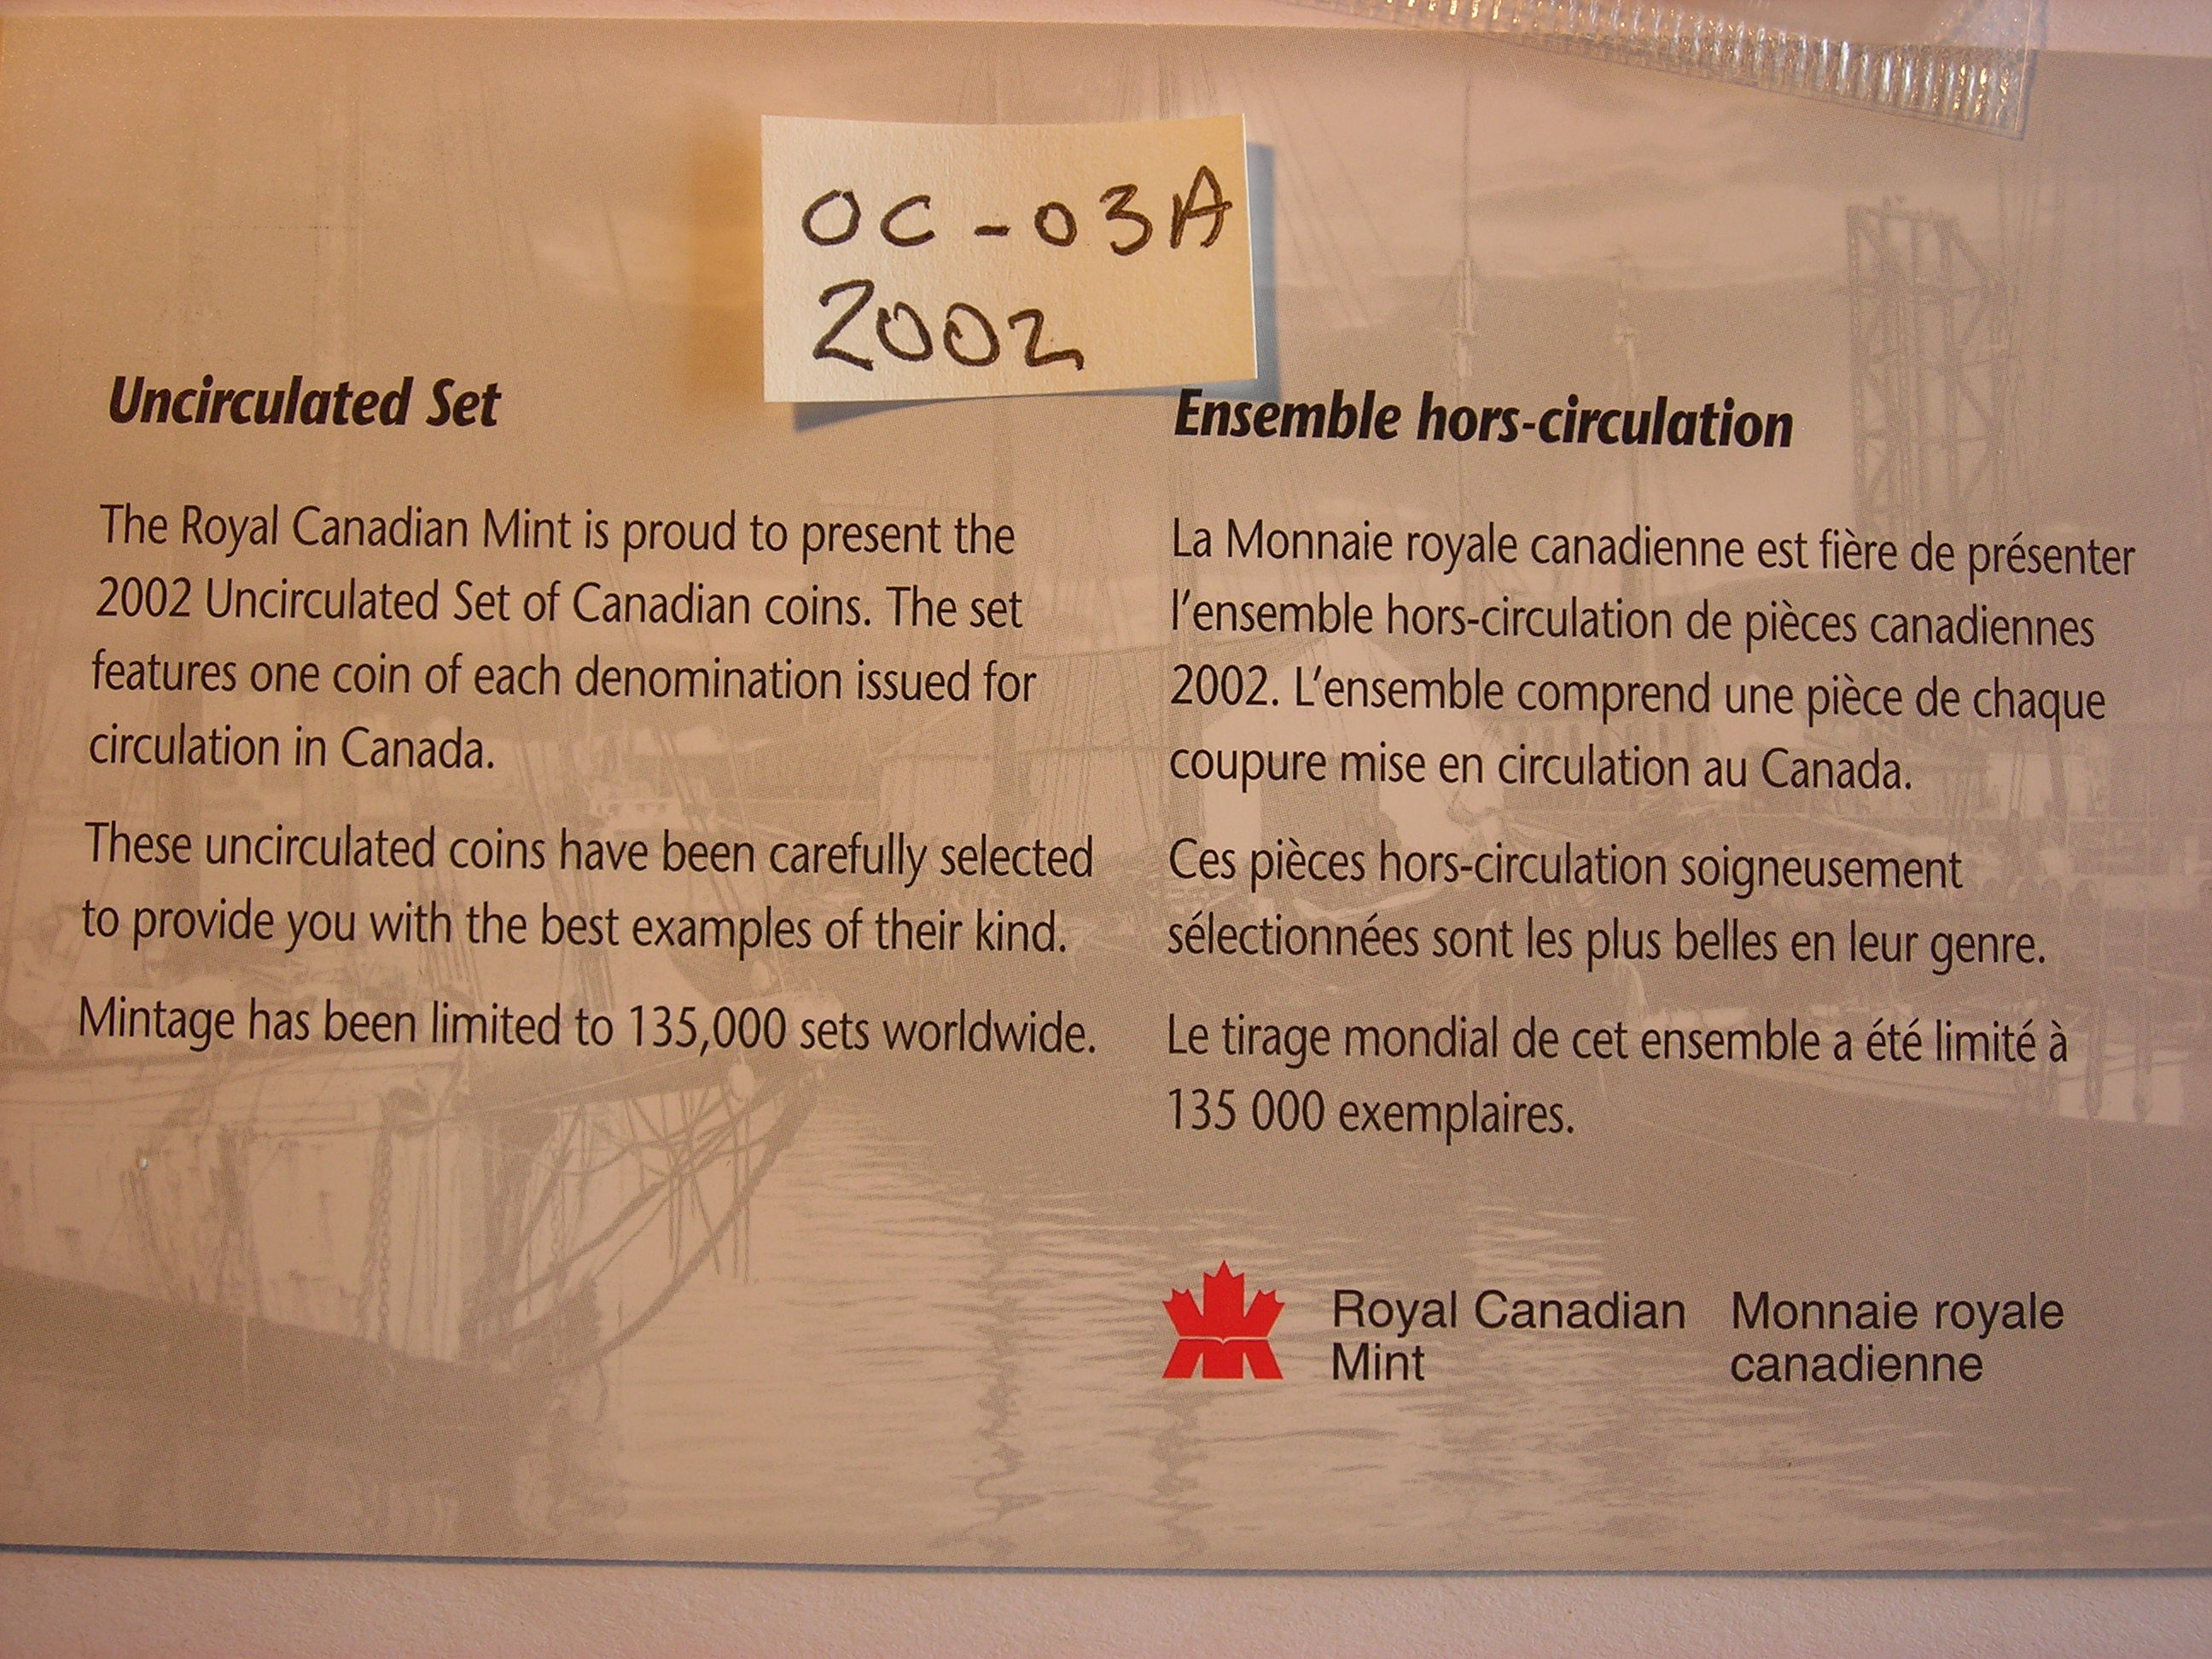 OC-03A
2002
Uncirculated Set
The Royal Canadian Mint is proud to present the
2002 Uncirculated Set of Canadian coins. The set
features one coin of each denomination issued for
circulation in Canada.
These uncirculated coins have been carefully selected
to provide you with the best examples of their kind.
Mintage has been limited to 135,000 sets worldwide.
Ensemble hors-circulation
La Monnaie royale canadienne est fière de présenter
l'ensemble hors-circulation de pièces canadiennes
2002. L'ensemble comprend une pièce de chaque
coupure mise en circulation au Canada.
Ces pièces hors-circulation soigneusement
sélectionnées sont les plus belles en leur genre.
Le tirage mondial de cet ensemble a été limité à
135 000 exemplaires.
Royal Canadian
Mint
Monnaie royale
canadienne